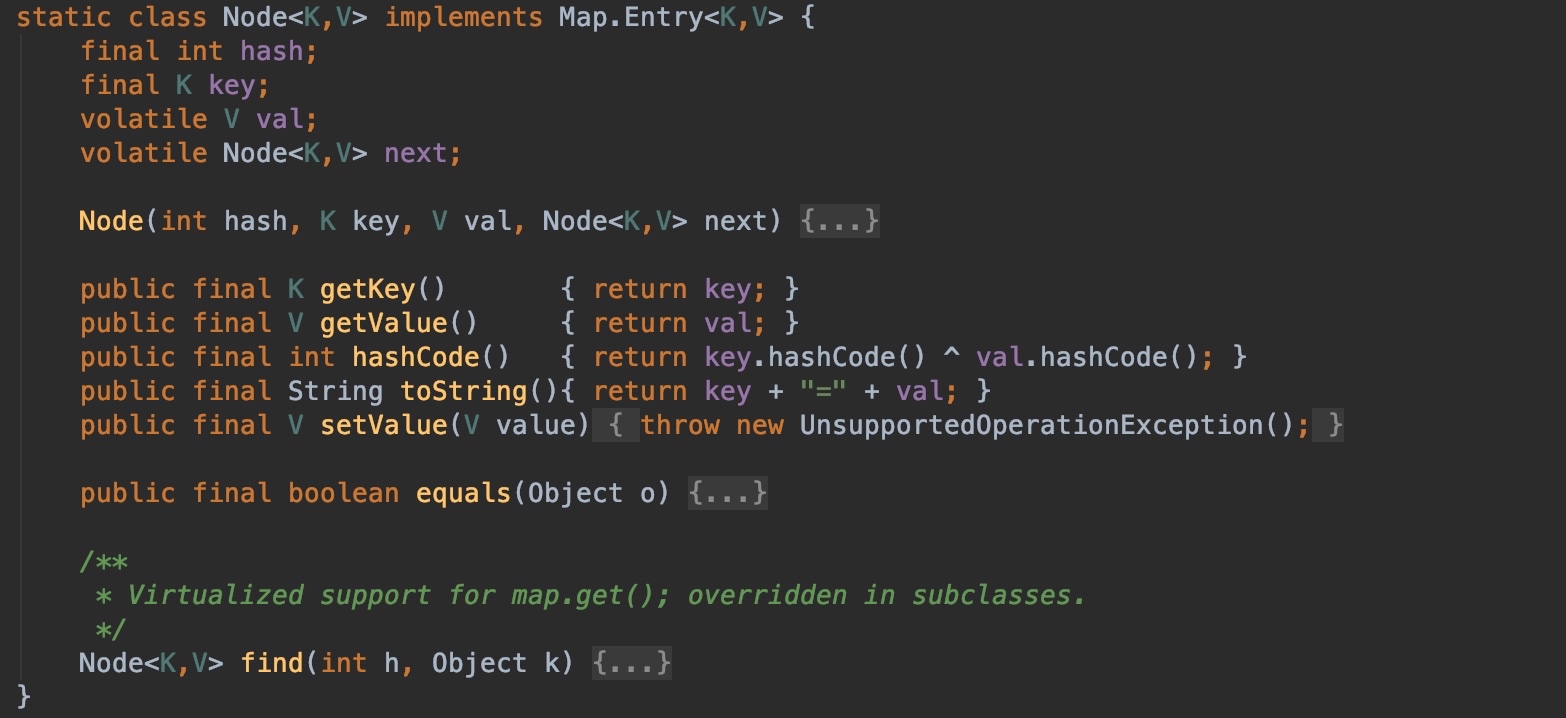 static class Node<K,V> implements Map.Entry<K,V> {
final int hash;
final K key;
volatile V val;
volatile Node<K,V> next;
Node(int hash, K key, V val, Node<K,V> next) {...}
public final K getKey() { return key; }
public final V getValue() { return val; }
public final int hashCode() { return key.hashCode() ^ val.hashCode(); }
public final String toString(){ return key + "=" + val; }
public final V setValue(V value) { throw new UnsupportedOperationException(); }
public final boolean equals(Object o) {...}
/**
* Virtualized support for map.get(); overridden in subclasses.
*/
Node<K,V> find(int h, Object k) {...}
}